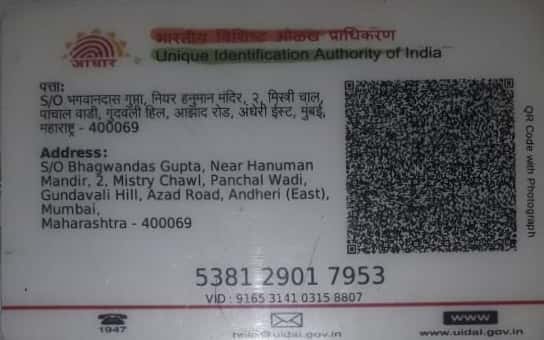 भारतीय विशिष्ट ओळख प्राधिकरण
Unique Identification Authority of India
आधार
पत्ता:
S/O भगवानदास गुप्ता, नियर हनुमान मंदिर, २, मिस्त्री चाल,
पांचाल वाडी, गुंदवली हिल, आझाद रोड, अंधेरी ईस्ट, मुंबई,
महाराष्ट्र - 400069
Address:
S/O Bhagwandas Gupta, Near Hanuman
Mandir, 2, Mistry Chawl, Panchal Wadi,
Gundavali Hill, Azad Road, Andheri (East),
Mumbai,
Maharashtra - 400069
QR Code with Photograph
5381 2901 7953
VID : 9165 3141 0315 8807
1947
help@uidai.gov.in
www
www.uidai.gov.in